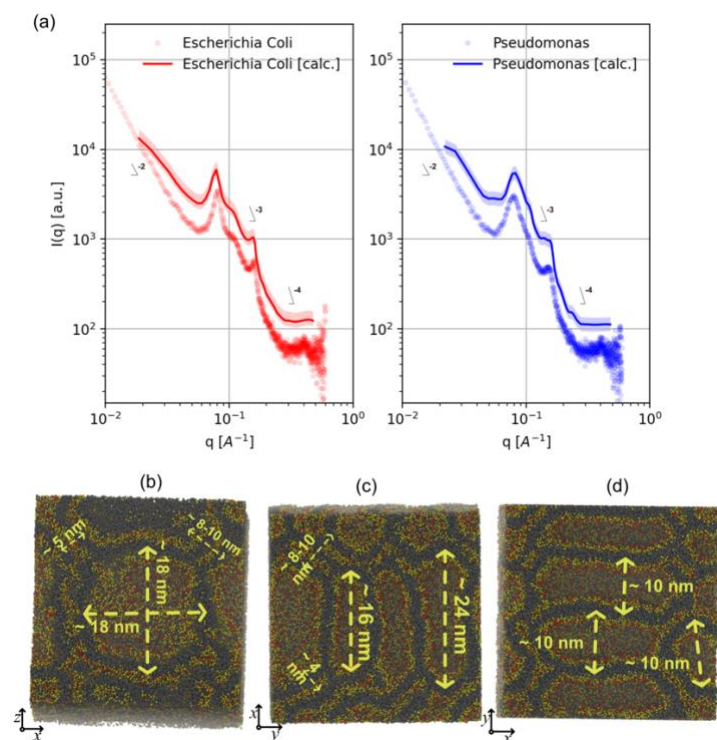 (a)
10^5
10^4
10^3
10^2
I(q) [a.u.]
Escherichia Coli
Escherichia Coli [calc.]
-2
-3
-4
10^-2
10^-1
10^0
q [A^-1]
Pseudomonas
Pseudomonas [calc.]
10^5
10^4
10^3
10^2
-2
-3
-4
10^-2
10^-1
10^0
q [A^-1]
(b)
~ 5 nm
~ 8-10 nm
~ 18 nm
~ 18 nm
z
x
(c)
~ 8-10
nm
~ 16 nm
~ 24 nm
~ 4
nm
x
y
(d)
~ 10 nm
~ 10 nm
~ 10 nm
y
x